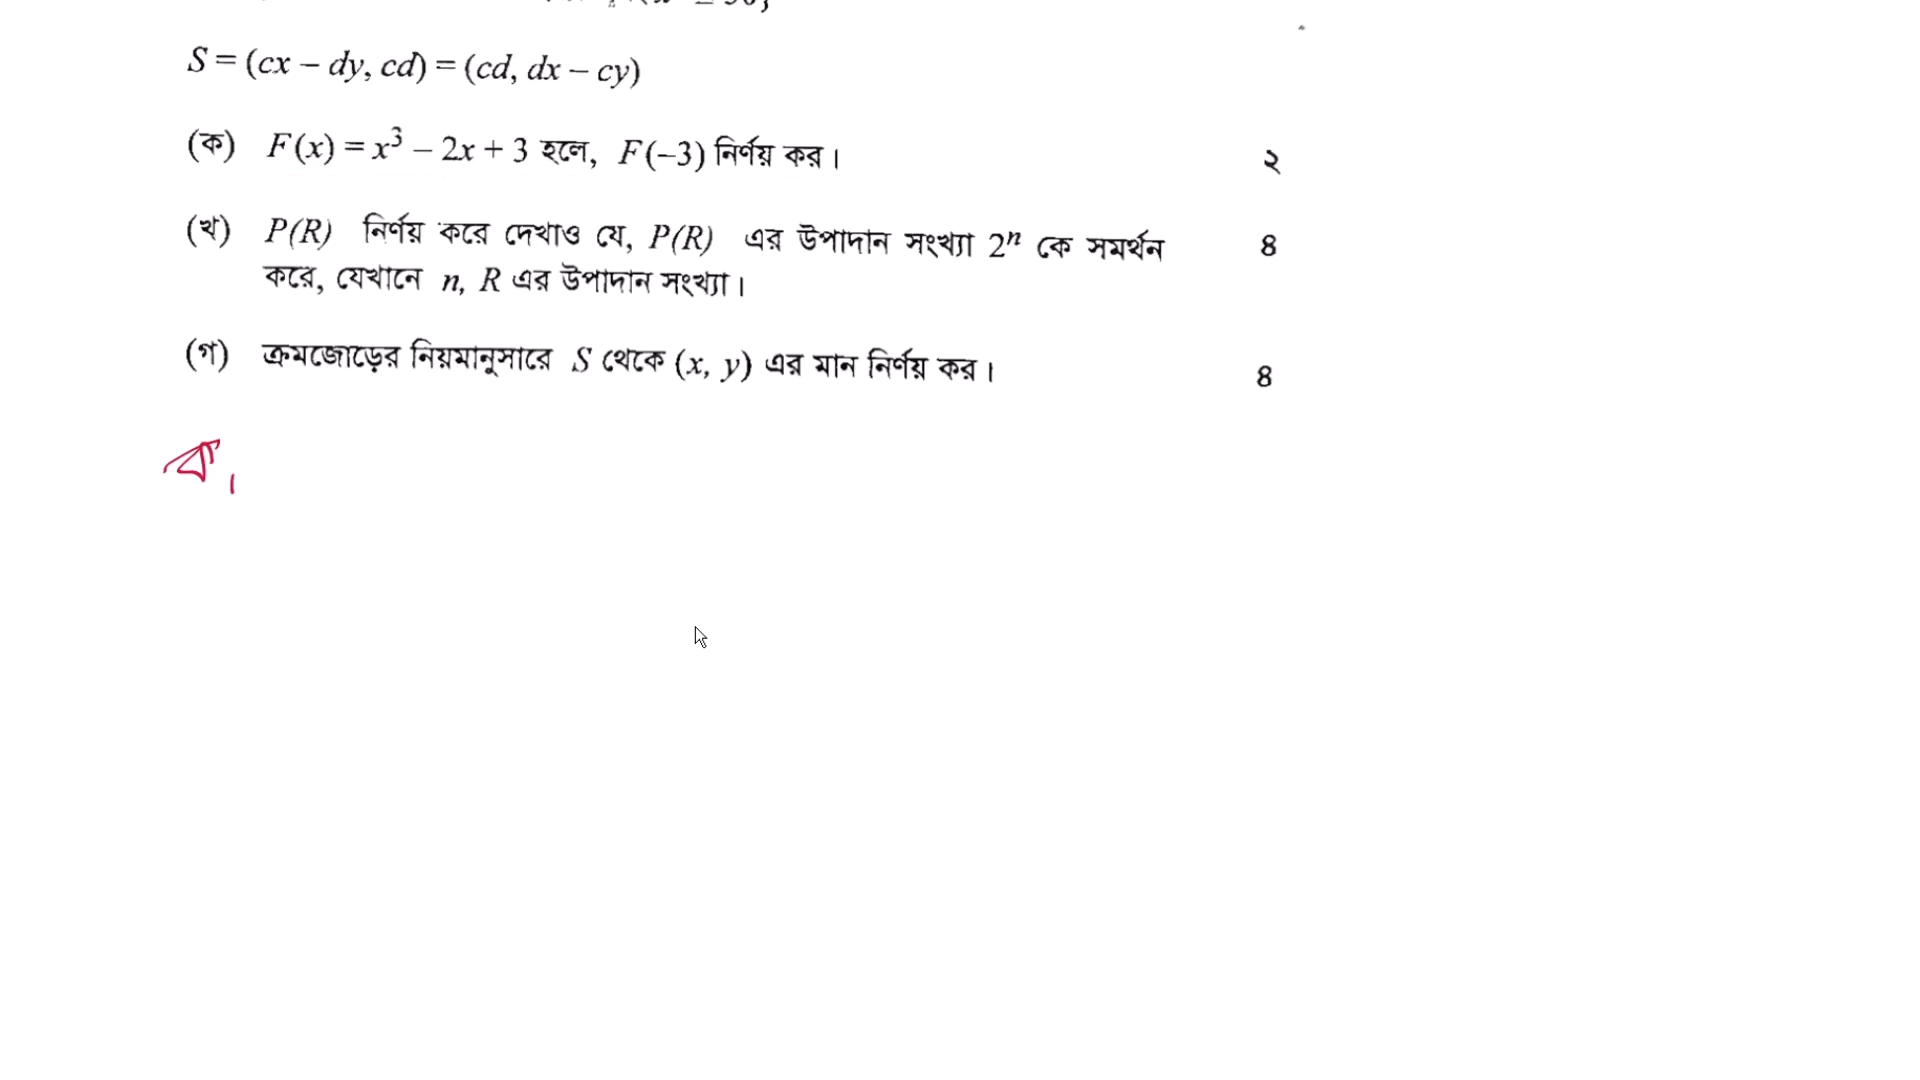 S = (cx – dy, cd) = (cd, dx – cy)
(ক) F(x) = x³ – 2x + 3 হলে, F(–3) নির্ণয় কর। ২
(খ) P(R) নির্ণয় করে দেখাও যে, P(R) এর উপাদান সংখ্যা 2ⁿ কে সমর্থন ৪
করে, যেখানে n, R এর উপাদান সংখ্যা।
(গ) ক্রমজোড়ের নিয়মানুসারে S থেকে (x, y) এর মান নির্ণয় কর। ৪
ক।